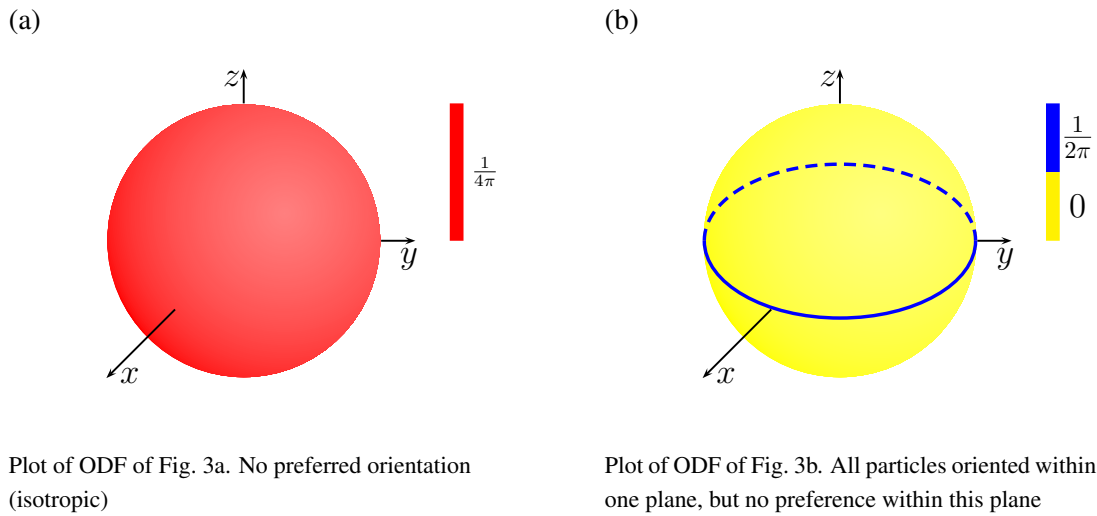 (a)
z
y
x
1/4π
Plot of ODF of Fig. 3a. No preferred orientation
(isotropic)
(b)
z
y
x
1/2π
0
Plot of ODF of Fig. 3b. All particles oriented within
one plane, but no preference within this plane